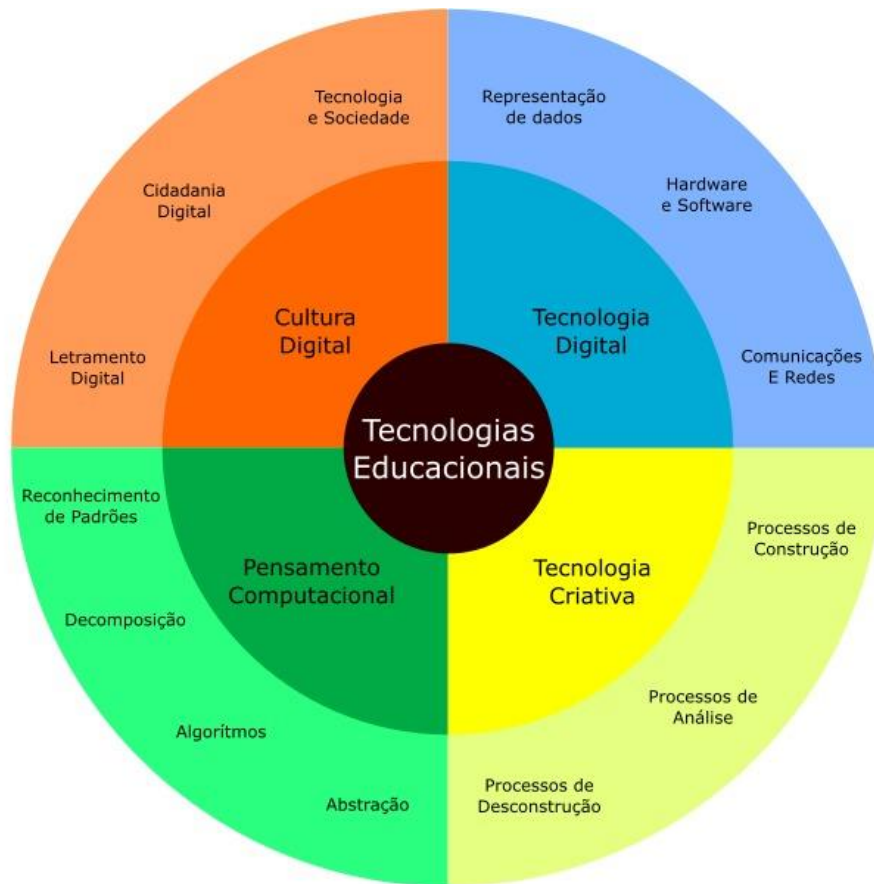 Tecnologia
e Sociedade
Cidadania
Digital
Letramento
Digital
Cultura
Digital
Representação
de dados
Hardware
e Software
Comunicações
E Redes
Tecnologia
Digital
Tecnologias
Educacionais
Reconhecimento
de Padrões
Decomposição
Algorítmos
Abstração
Pensamento
Computacional
Tecnologia
Criativa
Processos de
Construção
Processos de
Análise
Processos de
Desconstrução